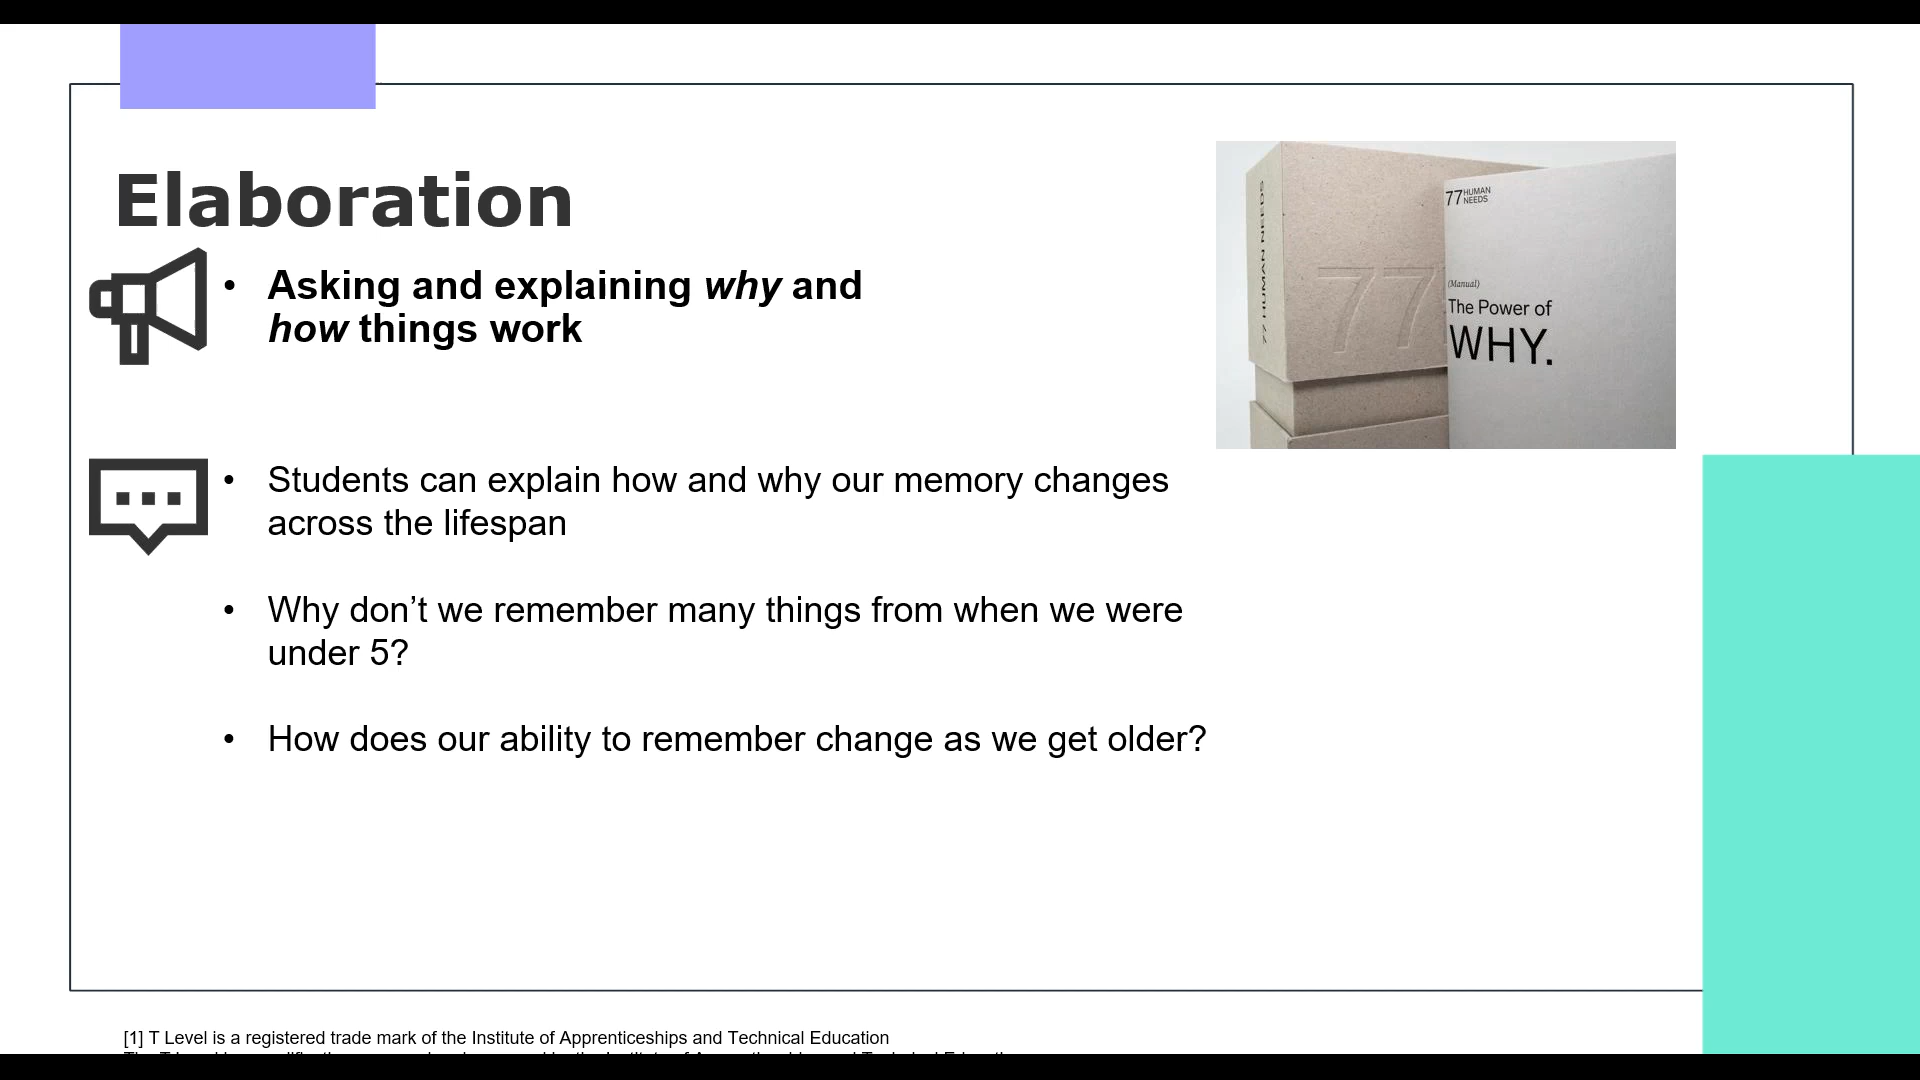 Elaboration
• Asking and explaining why and
how things work
• Students can explain how and why our memory changes
across the lifespan
• Why don’t we remember many things from when we were
under 5?
• How does our ability to remember change as we get older?
77 HUMAN NEEDS
77
77 HUMAN
NEEDS
(Manual)
The Power of
WHY.
[1] T Level is a registered trade mark of the Institute of Apprenticeships and Technical Education